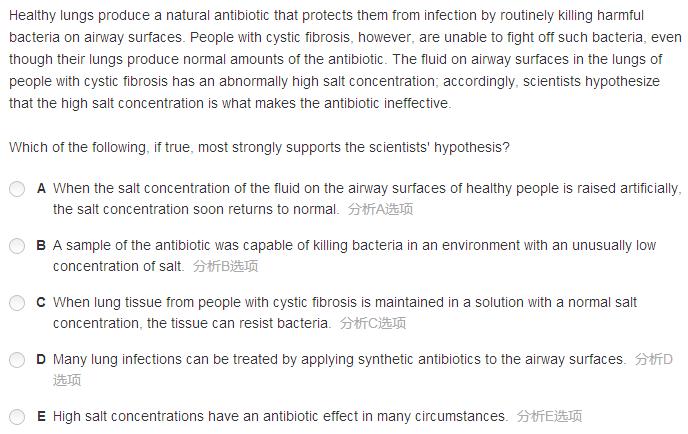 Healthy lungs produce a natural antibiotic that protects them from infection by routinely killing harmful
bacteria on airway surfaces. People with cystic fibrosis, however, are unable to fight off such bacteria, even
though their lungs produce normal amounts of the antibiotic. The fluid on airway surfaces in the lungs of
people with cystic fibrosis has an abnormally high salt concentration; accordingly, scientists hypothesize
that the high salt concentration is what makes the antibiotic ineffective.
Which of the following, if true, most strongly supports the scientists' hypothesis?
A When the salt concentration of the fluid on the airway surfaces of healthy people is raised artificially,
the salt concentration soon returns to normal. 分析A选项
B A sample of the antibiotic was capable of killing bacteria in an environment with an unusually low
concentration of salt. 分析B选项
C When lung tissue from people with cystic fibrosis is maintained in a solution with a normal salt
concentration, the tissue can resist bacteria. 分析C选项
D Many lung infections can be treated by applying synthetic antibiotics to the airway surfaces. 分析D
选项
E High salt concentrations have an antibiotic effect in many circumstances. 分析E选项